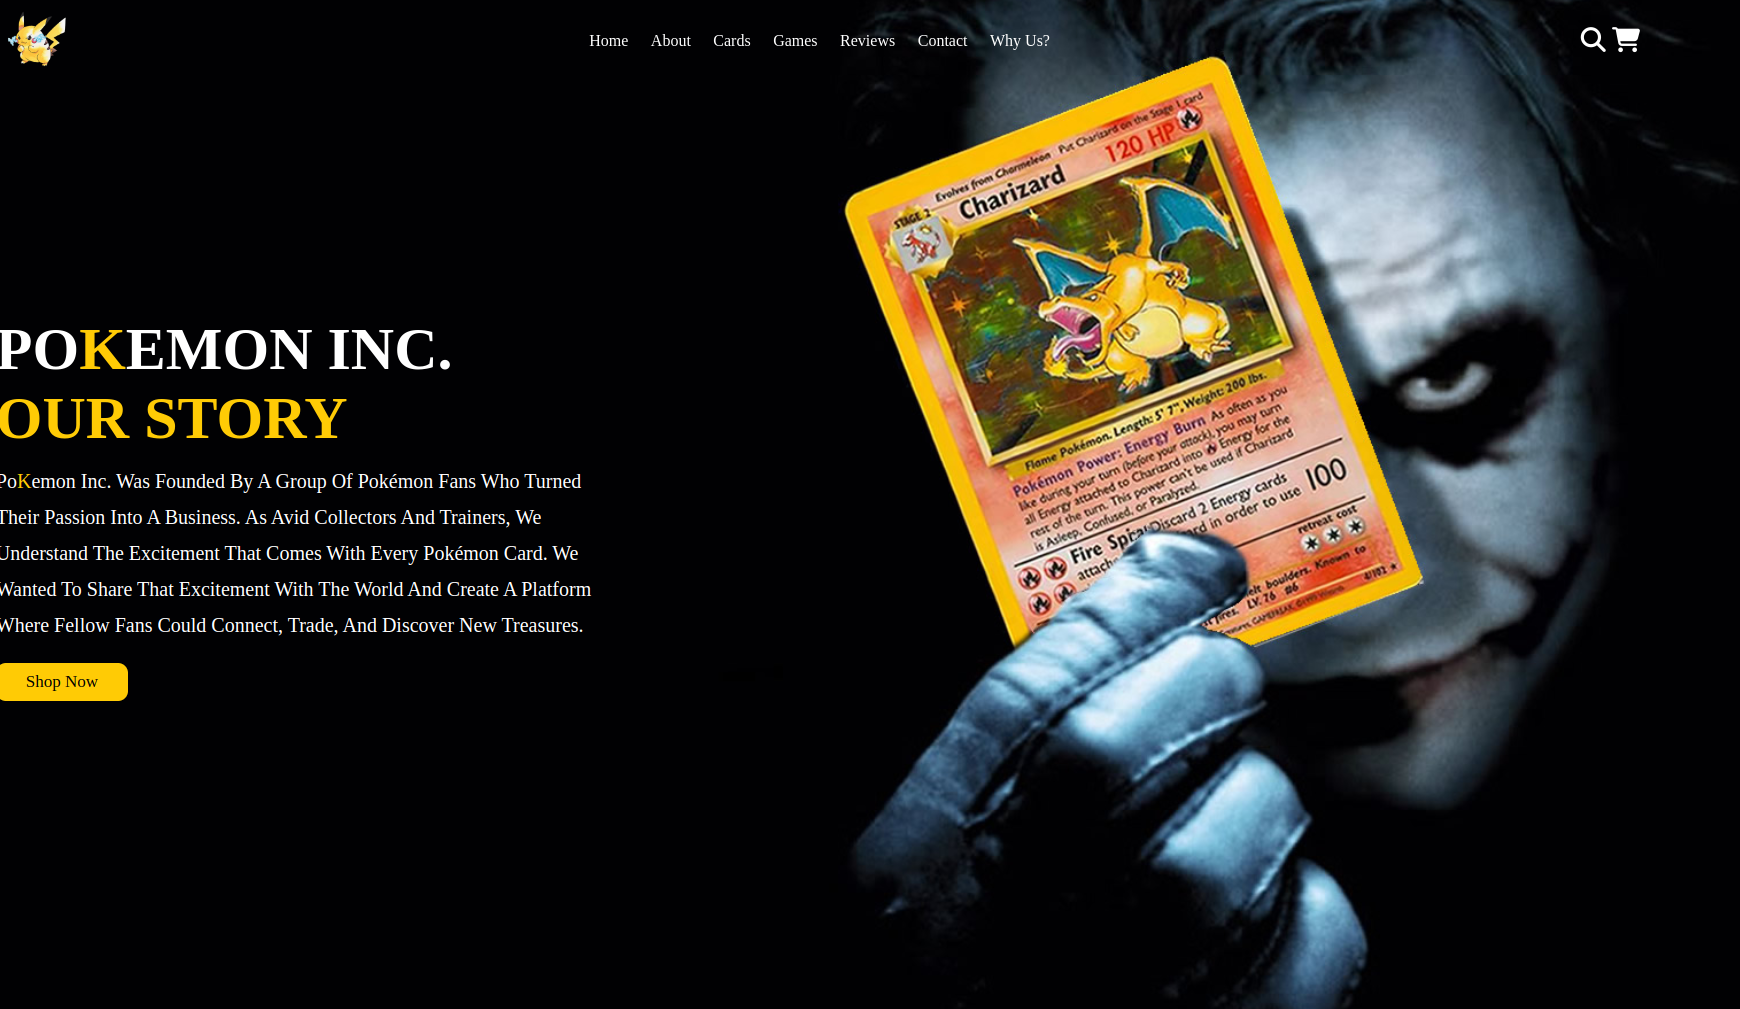 Home About Cards Games Reviews Contact Why Us?
POKEMON INC.
OUR STORY
PoKemon Inc. Was Founded By A Group Of Pokémon Fans Who Turned
Their Passion Into A Business. As Avid Collectors And Trainers, We
Understand The Excitement That Comes With Every Pokémon Card. We
Wanted To Share That Excitement With The World And Create A Platform
Where Fellow Fans Could Connect, Trade, And Discover New Treasures.
Shop Now
Evolves from Charmeleon Put Charizard on the Stage 1 card
STAGE 2
Charizard 120 HP
Flame Pokémon. Length: 5' 7", Weight: 200 lbs.
Pokémon Power: Energy Burn As often as you
like during your turn (before your attack), you may turn
all Energy attached to Charizard into Energy for the
rest of the turn. This power can't be used if Charizard
is Asleep, Confused, or Paralyzed.
Fire Spi Discard 2 Energy cards
attach ard in order to use 100
retreat cost
elt boulders. Known to
fires. LV. 76 #6
4/102